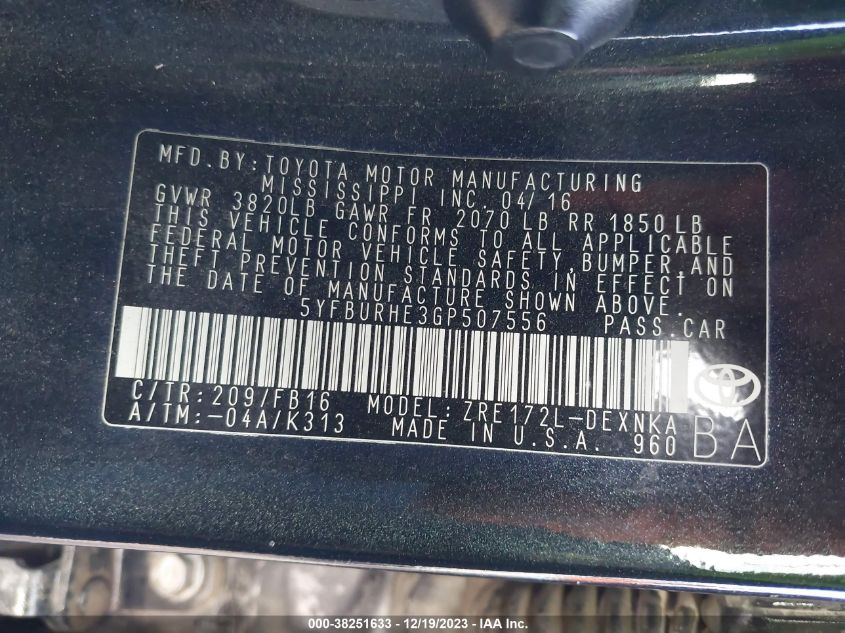 MFD.BY:TOYOTA MOTOR MANUFACTURING
MISSISSIPPI INC. 04/16
GVWR 3820LB GAWR FR 2070 LB RR 1850LB
THIS VEHICLE CONFORMS TO ALL APPLICABLE
FEDERAL MOTOR VEHICLE SAFETY,BUMPER,AND
THEFT PREVENTION STANDARDS IN EFFECT ON
THE DATE OF MANUFACTURE SHOWN ABOVE.
5YFBURHE3GP507556 PASS.CAR
C/TR:209/FB16 MODEL:ZRE172L-DEXNKA
A/TM:-04A/K313 MADE IN U.S.A. 960
BA
000-38251633 - 12/19/2023 - IAA Inc.